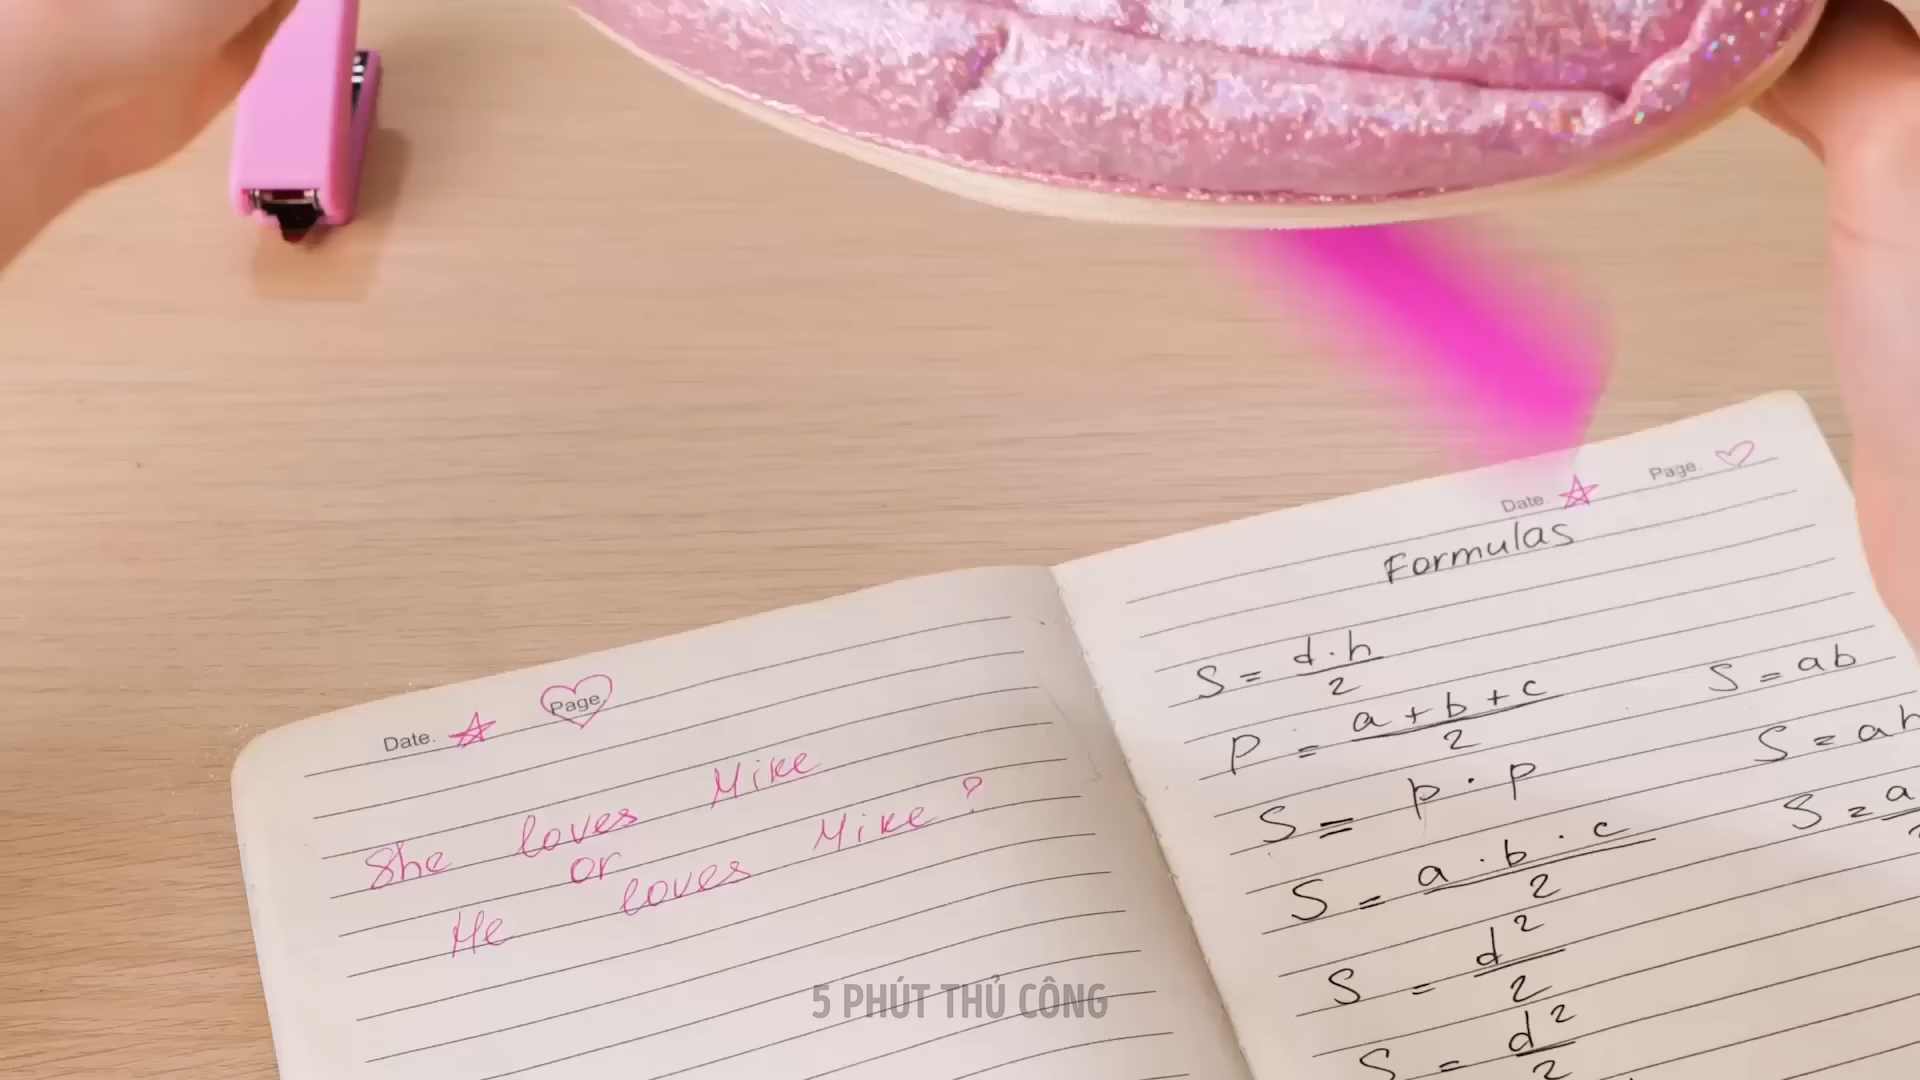 Date. Page.
She loves Mike
or
He loves Mike?
Date. Page.
Formulas
S = d·h/2
P = a+b+c/2
S = p·p
S = a·b·c/2
S = d²/2
S = d²/2
S = ab
S = ah
S = a
5 PHÚT THỦ CÔNG